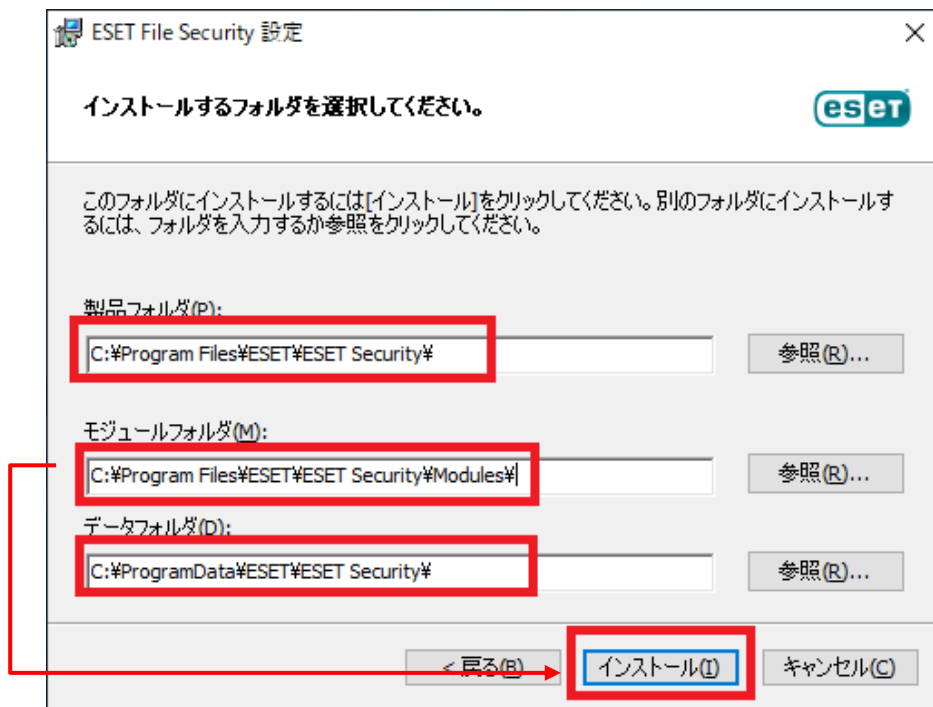 ESET File Security 設定
インストールするフォルダを選択してください。
eseT
このフォルダにインストールするには[インストール]をクリックしてください。別のフォルダにインストールす
るには、フォルダを入力するか参照をクリックしてください。
製品フォルダ(P):
C:¥Program Files¥ESET¥ESET Security¥
参照(R)...
モジュールフォルダ(M):
C:¥Program Files¥ESET¥ESET Security¥Modules¥
参照(R)...
データフォルダ(D):
C:¥ProgramData¥ESET¥ESET Security¥
参照(R)...
< 戻る(B)
インストール(I)
キャンセル(C)